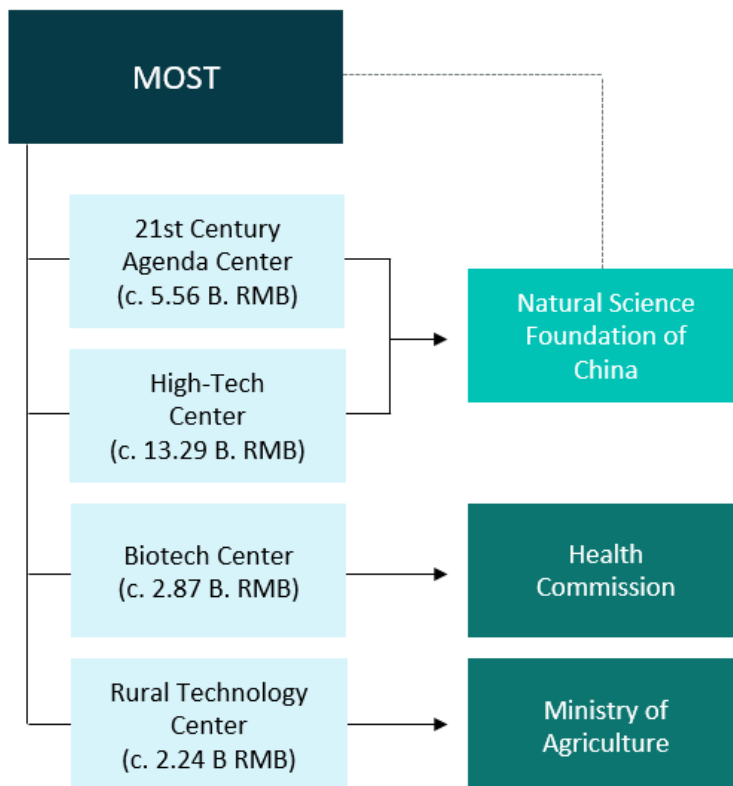 MOST
21st Century
Agenda Center
(c. 5.56 B. RMB)
Natural Science
Foundation of
China
High-Tech
Center
(c. 13.29 B. RMB)
Biotech Center
(c. 2.87 B. RMB)
Health
Commission
Rural Technology
Center
(c. 2.24 B RMB)
Ministry of
Agriculture